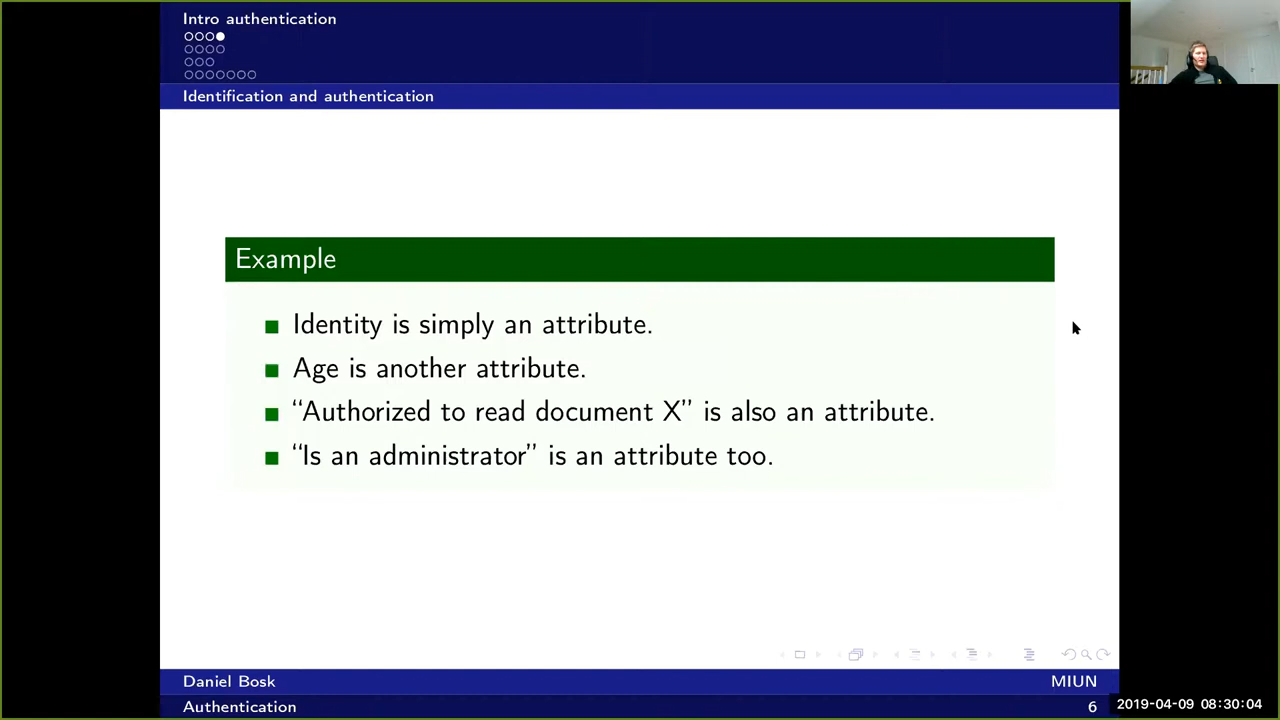 Intro authentication
Identification and authentication
Example
Identity is simply an attribute.
Age is another attribute.
“Authorized to read document X” is also an attribute.
“Is an administrator” is an attribute too.
Daniel Bosk MIUN
Authentication 6
2019-04-09 08:30:04